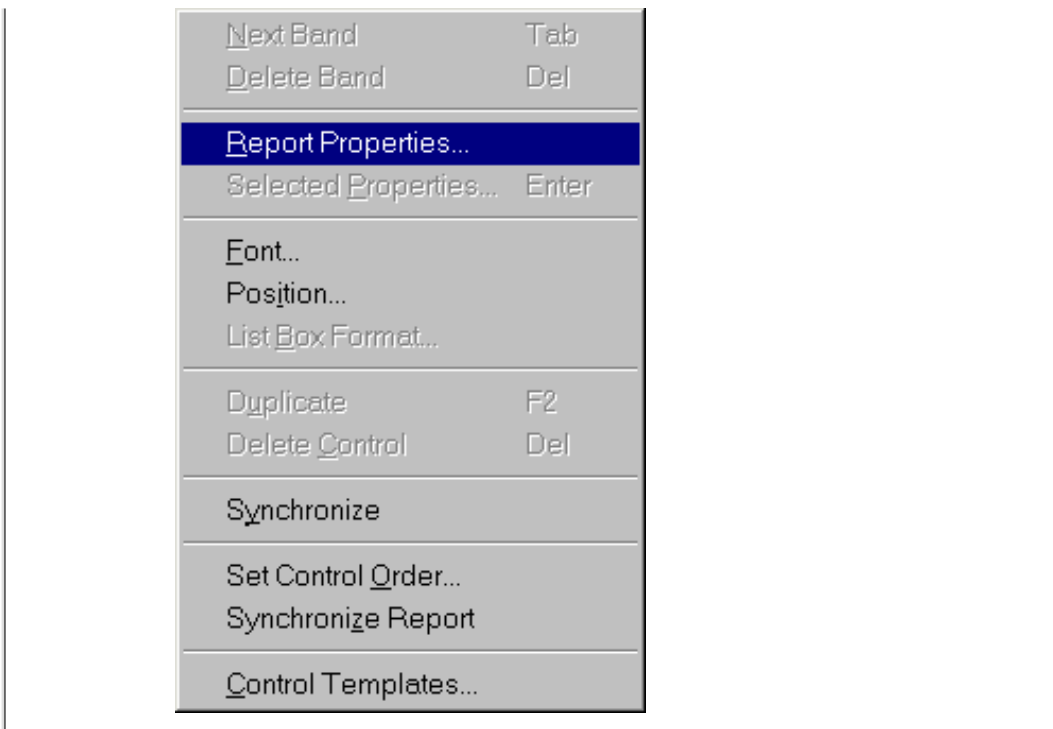 Next Band Tab
Delete Band Del
Report Properties...
Selected Properties... Enter
Font...
Position...
List Box Format...
Duplicate F2
Delete Control Del
Synchronize
Set Control Order...
Synchronize Report
Control Templates...